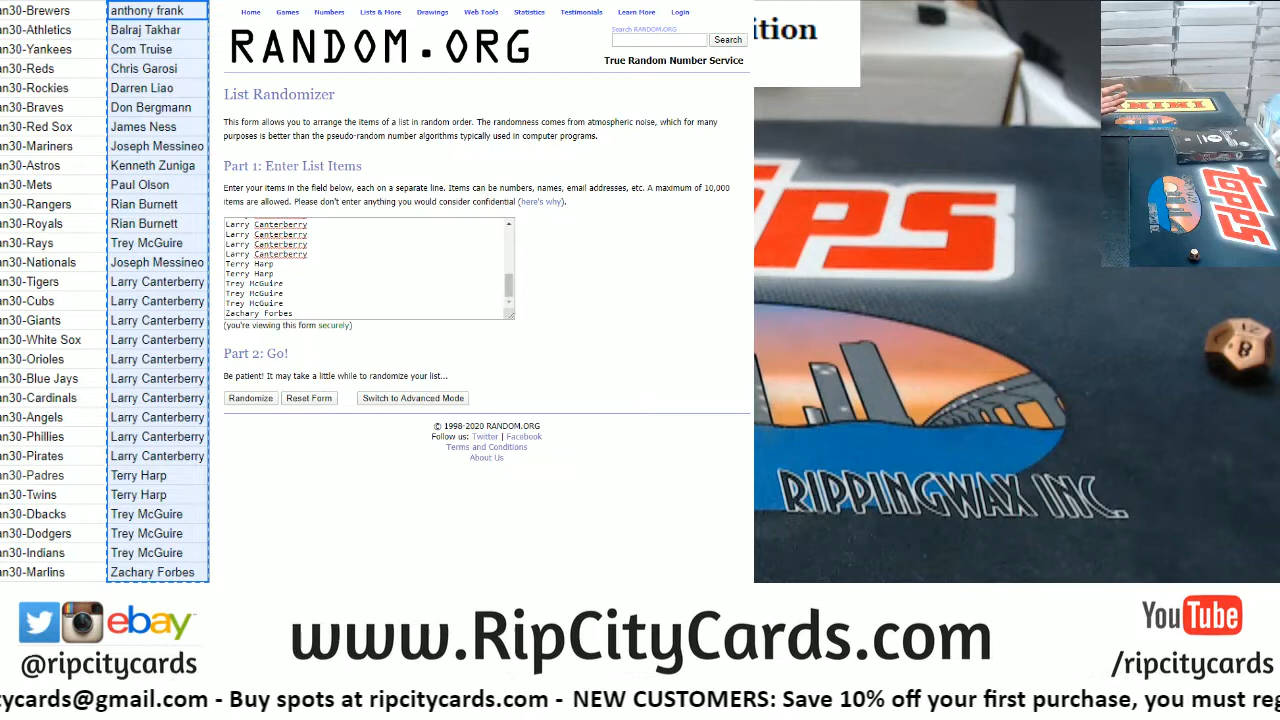 an30-Brewers anthony frank
an30-Athletics Balraj Takhar
an30-Yankees Com Truise
an30-Reds Chris Garosi
an30-Rockies Darren Liao
an30-Braves Don Bergmann
an30-Red Sox James Ness
an30-Mariners Joseph Messineo
an30-Astros Kenneth Zuniga
an30-Mets Paul Olson
an30-Rangers Rian Burnett
an30-Royals Rian Burnett
an30-Rays Trey McGuire
an30-Nationals Joseph Messineo
an30-Tigers Larry Canterberry
an30-Cubs Larry Canterberry
an30-Giants Larry Canterberry
an30-White Sox Larry Canterberry
an30-Orioles Larry Canterberry
an30-Blue Jays Larry Canterberry
an30-Cardinals Larry Canterberry
an30-Angels Larry Canterberry
an30-Phillies Larry Canterberry
an30-Pirates Larry Canterberry
an30-Padres Terry Harp
an30-Twins Terry Harp
an30-Dbacks Trey McGuire
an30-Dodgers Trey McGuire
an30-Indians Trey McGuire
an30-Marlins Zachary Forbes
Home Games Numbers Lists & More Drawings Web Tools Statistics Testimonials Learn More Login
RANDOM.ORG
Search RANDOM.ORG
Search
True Random Number Service
List Randomizer
This form allows you to arrange the items of a list in random order. The randomness comes from atmospheric noise, which for many
purposes is better than the pseudo-random number algorithms typically used in computer programs.
Part 1: Enter List Items
Enter your items in the field below, each on a separate line. Items can be numbers, names, email addresses, etc. A maximum of 10,000
items are allowed. Please don't enter anything you would consider confidential (here's why).
Larry Canterberry
Larry Canterberry
Larry Canterberry
Larry Canterberry
Terry Harp
Terry Harp
Trey McGuire
Trey McGuire
Trey McGuire
Zachary Forbes
(you're viewing this form securely)
Part 2: Go!
Be patient! It may take a little while to randomize your list...
Randomize Reset Form Switch to Advanced Mode
© 1998-2020 RANDOM.ORG
Follow us: Twitter | Facebook
Terms and Conditions
About Us
ition
PS
12
8
RIPPINGWAX INC.
PANINI
topps
ebay™
@ripcitycards
www.RipCityCards.com
YouTube
/ripcitycards
tycards@gmail.com - Buy spots at ripcitycards.com - NEW CUSTOMERS: Save 10% off your first purchase, you must reg